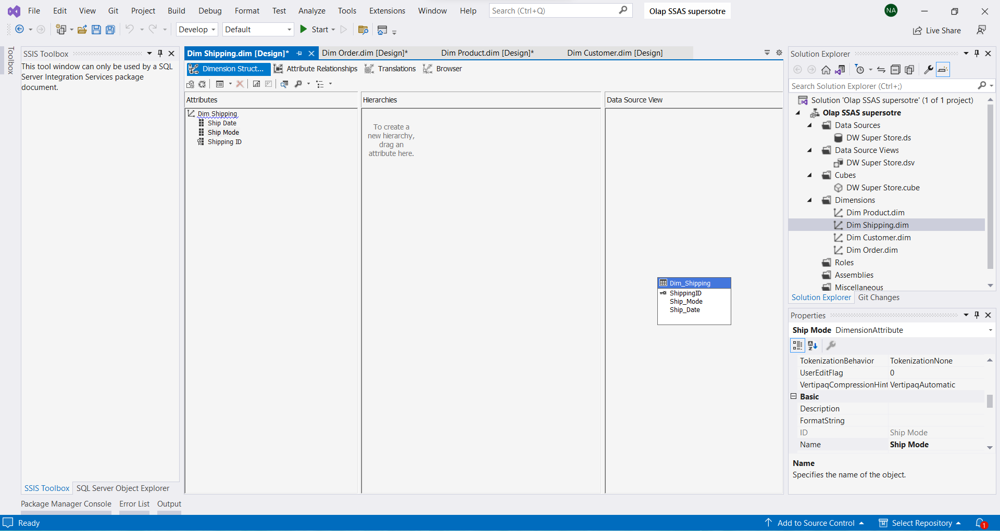 File Edit View Git Project Build Debug Format Test Analyze Tools Extensions Window Help Search (Ctrl+Q) Olap SSAS supersotre NA
Develop Default Start Live Share
Toolbox
SSIS Toolbox
This tool window can only be used by a SQL
Server Integration Services package
document.
SSIS Toolbox SQL Server Object Explorer
Dim Shipping.dim [Design]* Dim Order.dim [Design]* Dim Product.dim [Design]* Dim Customer.dim [Design]
Dimension Struct... Attribute Relationships Translations Browser
Attributes
Dim Shipping
Ship Date
Ship Mode
Shipping ID
Hierarchies
To create a
new hierarchy,
drag an
attribute here.
Data Source View
Dim_Shipping
ShippingID
Ship_Mode
Ship_Date
Solution Explorer
Search Solution Explorer (Ctrl+;)
Solution 'Olap SSAS supersotre' (1 of 1 project)
Olap SSAS supersotre
Data Sources
DW Super Store.ds
Data Source Views
DW Super Store.dsv
Cubes
DW Super Store.cube
Dimensions
Dim Product.dim
Dim Shipping.dim
Dim Customer.dim
Dim Order.dim
Roles
Assemblies
Miscellaneous
Solution Explorer Git Changes
Properties
Ship Mode DimensionAttribute
TokenizationBehavior TokenizationNone
UserEditFlag 0
VertipaqCompressionHint VertipaqAutomatic
Basic
Description
FormatString
ID Ship Mode
Name Ship Mode
Name
Specifies the name of the object.
Package Manager Console Error List Output
Ready Add to Source Control Select Repository 1